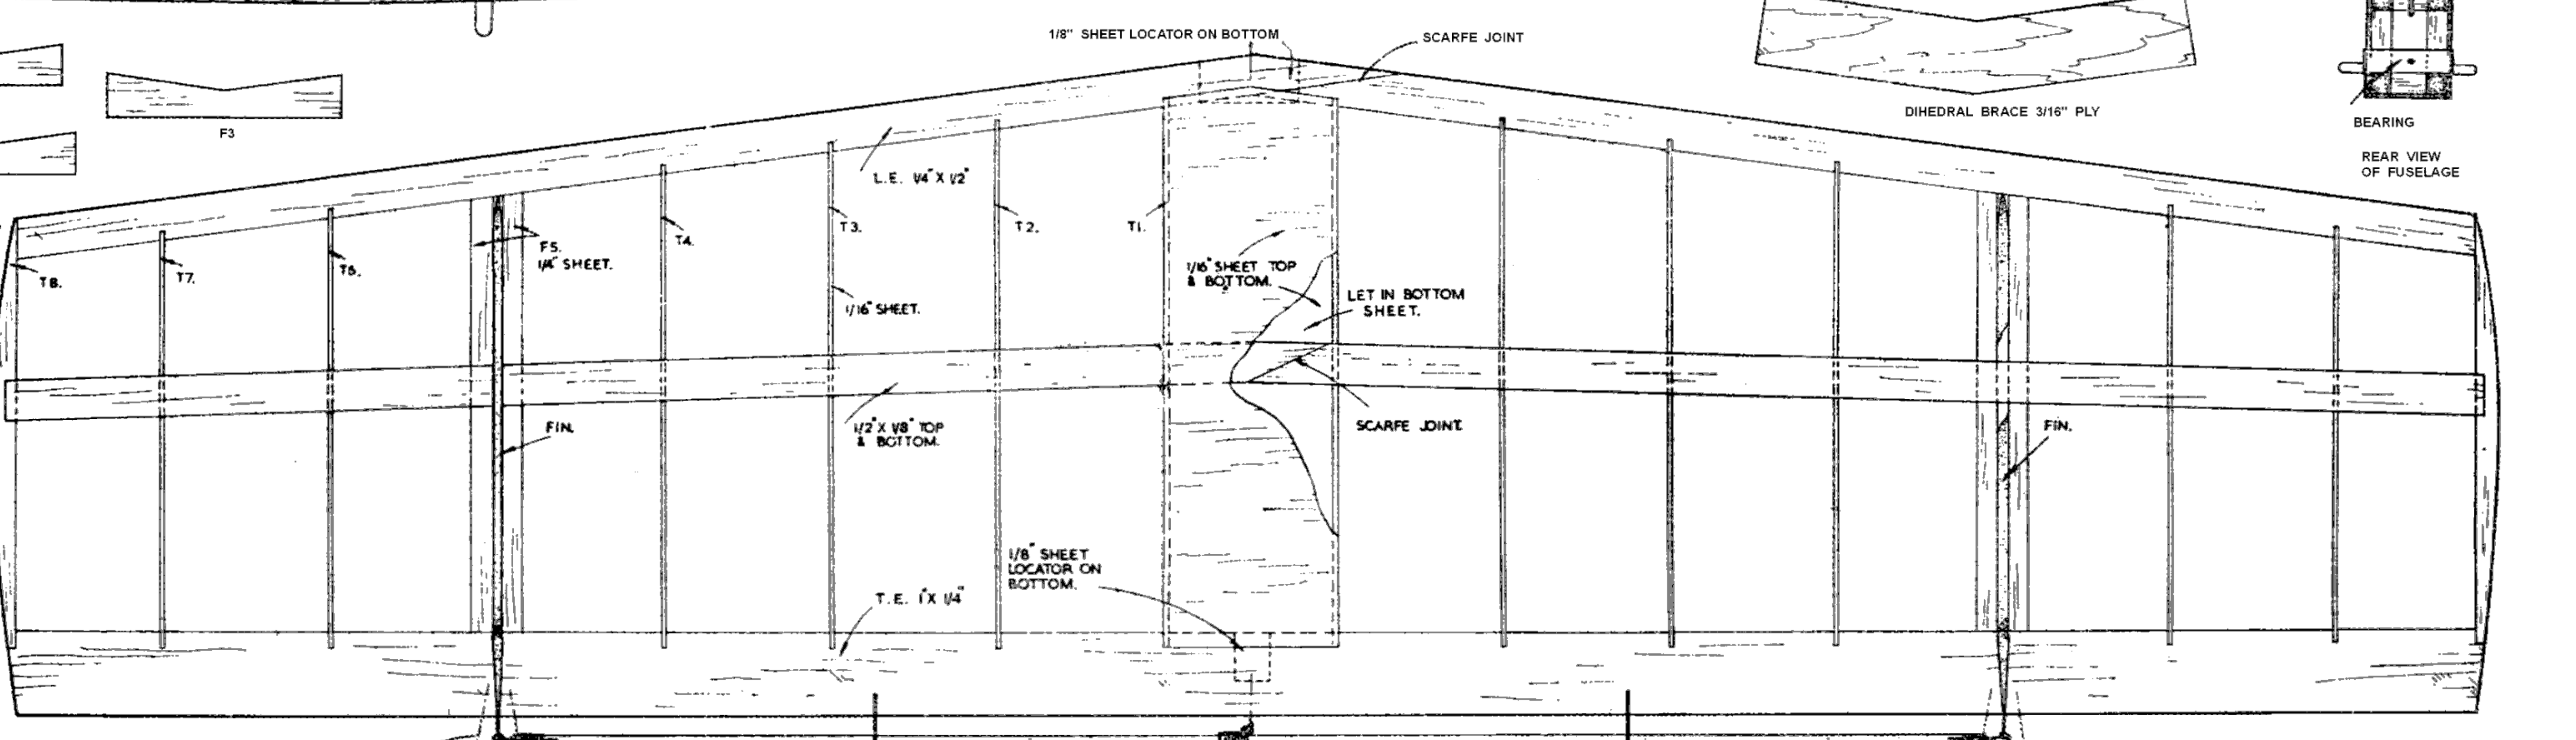 1/8" SHEET LOCATOR ON BOTTOM
SCARFE JOINT
F3
DIHEDRAL BRACE 3/16" PLY
BEARING
REAR VIEW
OF FUSELAGE
L.E. 1/4" X 1/2"
T8.
T7.
T6.
F5.
1/4" SHEET.
T4.
T3.
T2.
T1.
1/16" SHEET.
1/16" SHEET TOP
& BOTTOM.
LET IN BOTTOM
SHEET.
FIN.
1/2" X 1/8" TOP
& BOTTOM.
SCARFE JOINT.
FIN.
1/8" SHEET
LOCATOR ON
BOTTOM.
T.E. 1" X 1/4"